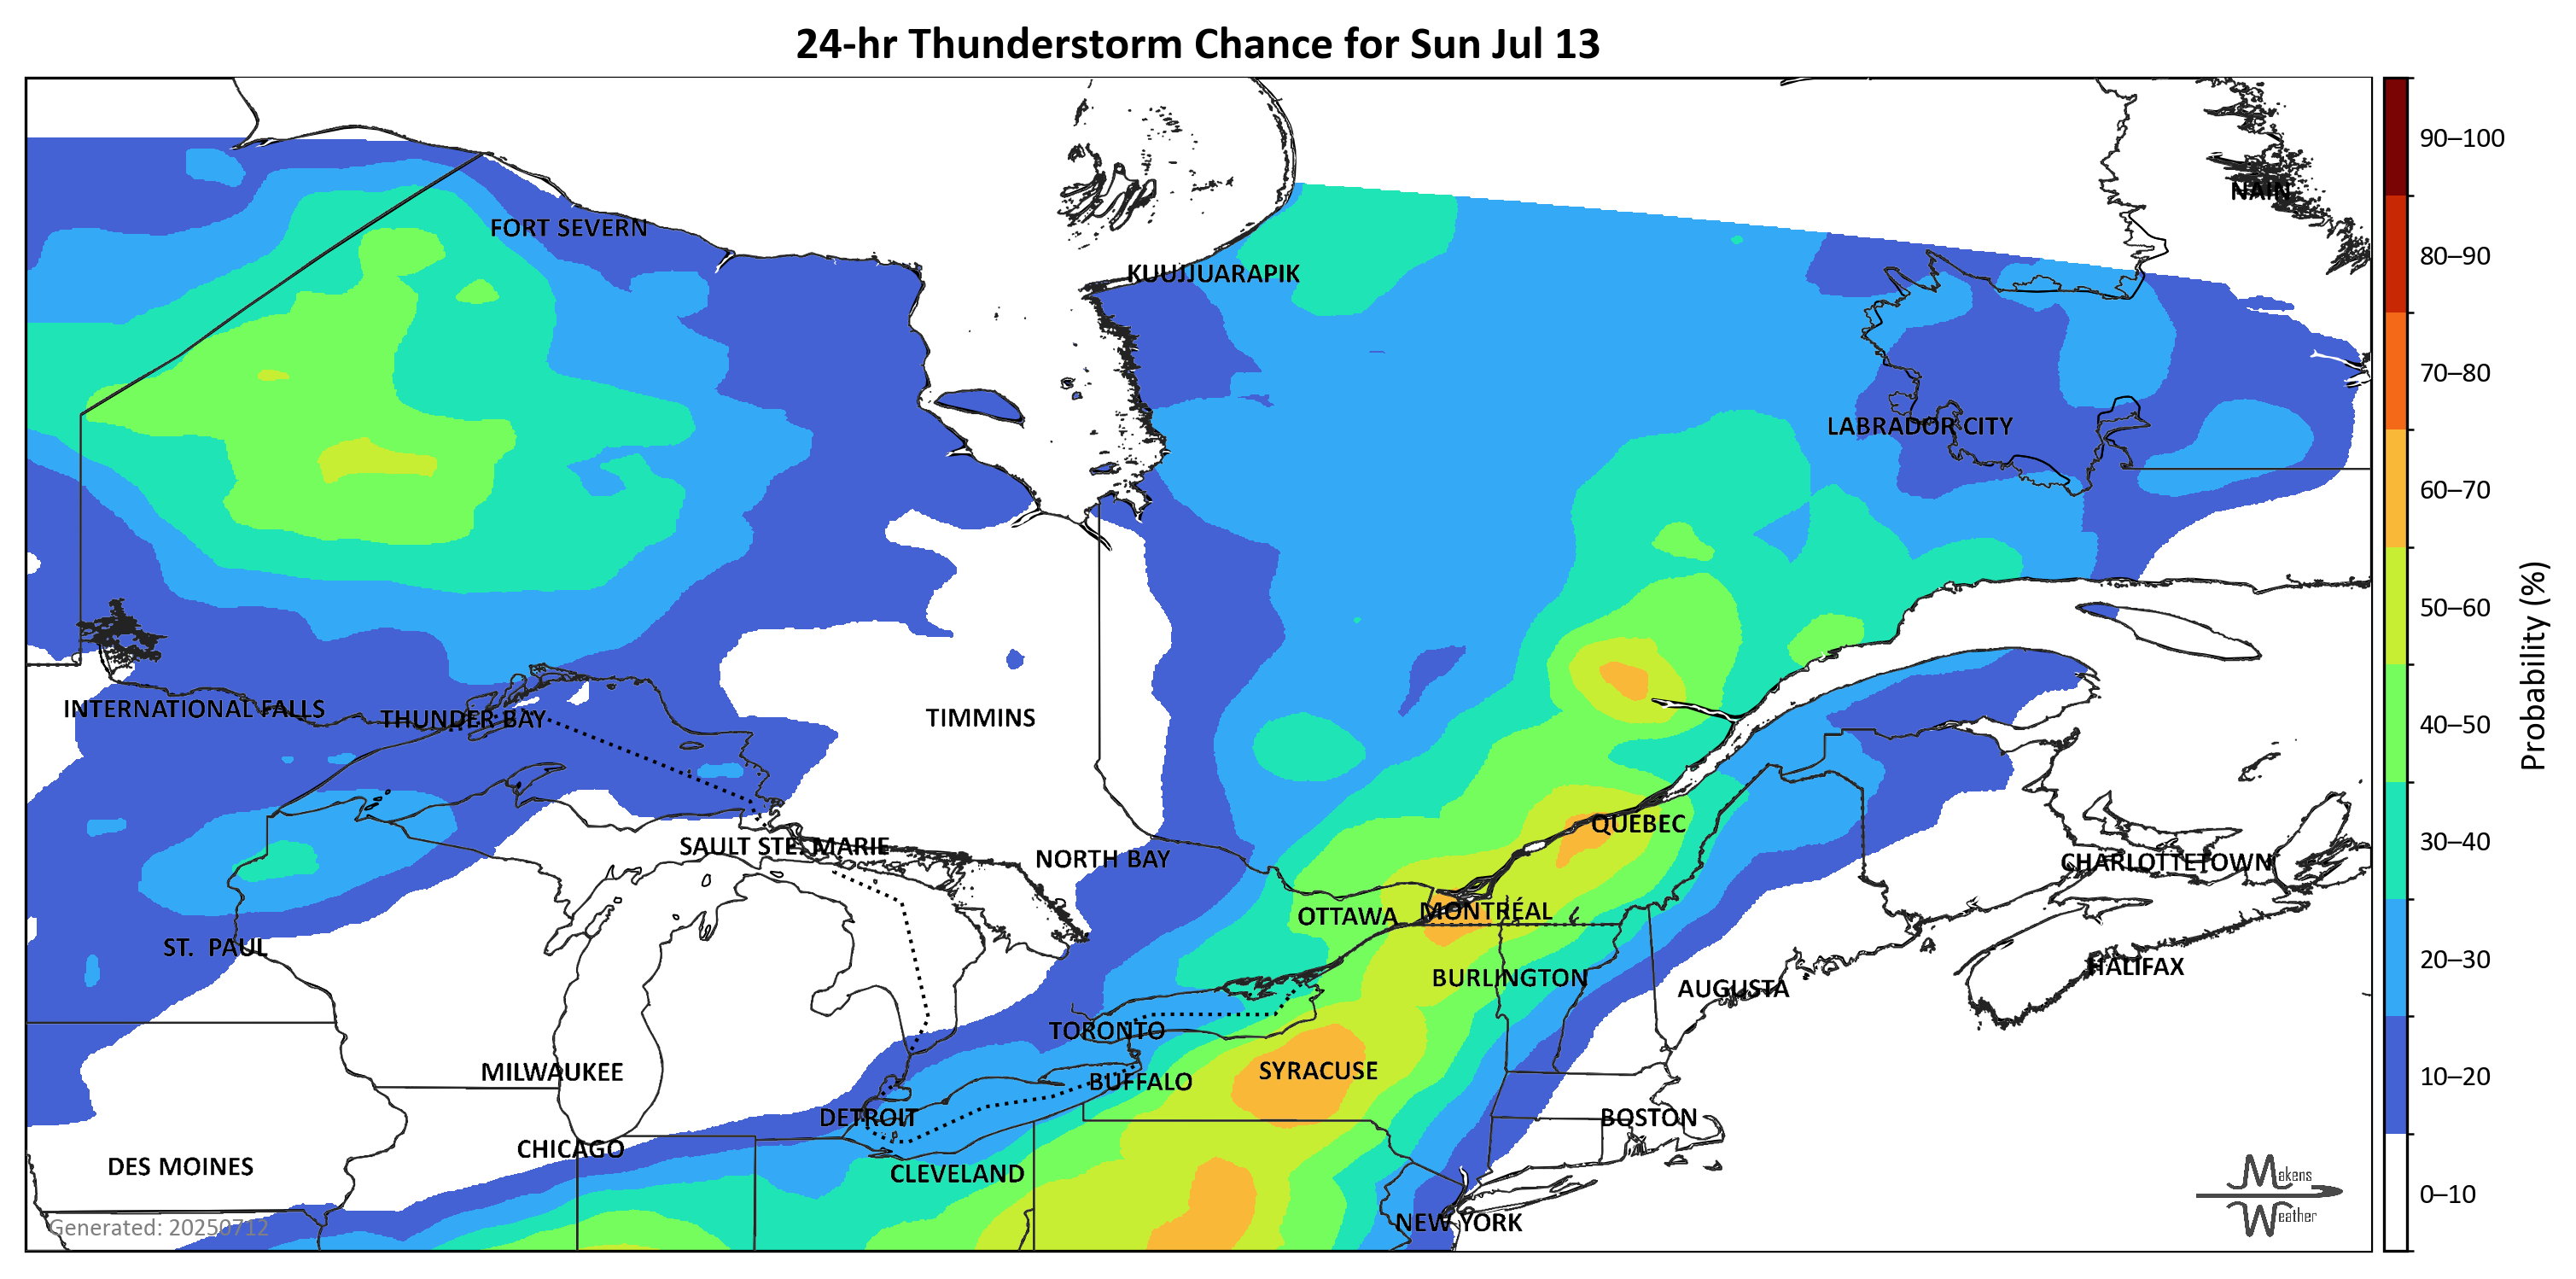 24-hr Thunderstorm Chance for Sun Jul 13
NAIN
FORT SEVERN
KUUJJUARAPIK
LABRADOR CITY
INTERNATIONAL FALLS
THUNDER BAY
TIMMINS
QUEBEC
SAULT STE. MARIE
NORTH BAY
CHARLOTTETOWN
OTTAWA
MONTRÉAL
ST. PAUL
HALIFAX
BURLINGTON
AUGUSTA
TORONTO
MILWAUKEE
SYRACUSE
BUFFALO
DETROIT
BOSTON
CHICAGO
DES MOINES
CLEVELAND
NEW YORK
Generated: 20250712
Makens
Weather
90–100
80–90
70–80
60–70
50–60
40–50
30–40
20–30
10–20
0–10
Probability (%)